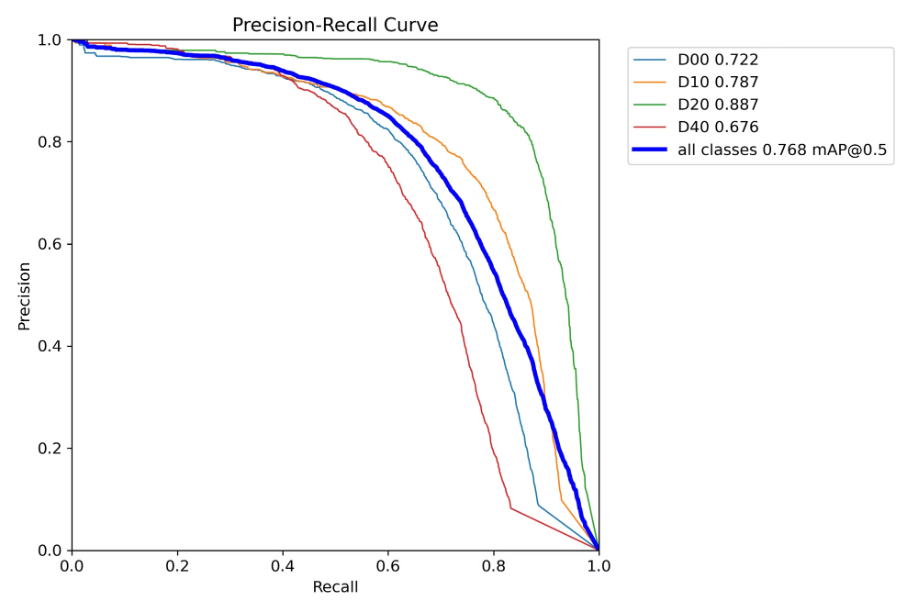 Precision-Recall Curve
1.0
0.8
0.6
0.4
0.2
0.0
Precision
0.0 0.2 0.4 0.6 0.8 1.0
Recall
D00 0.722
D10 0.787
D20 0.887
D40 0.676
all classes 0.768 mAP@0.5